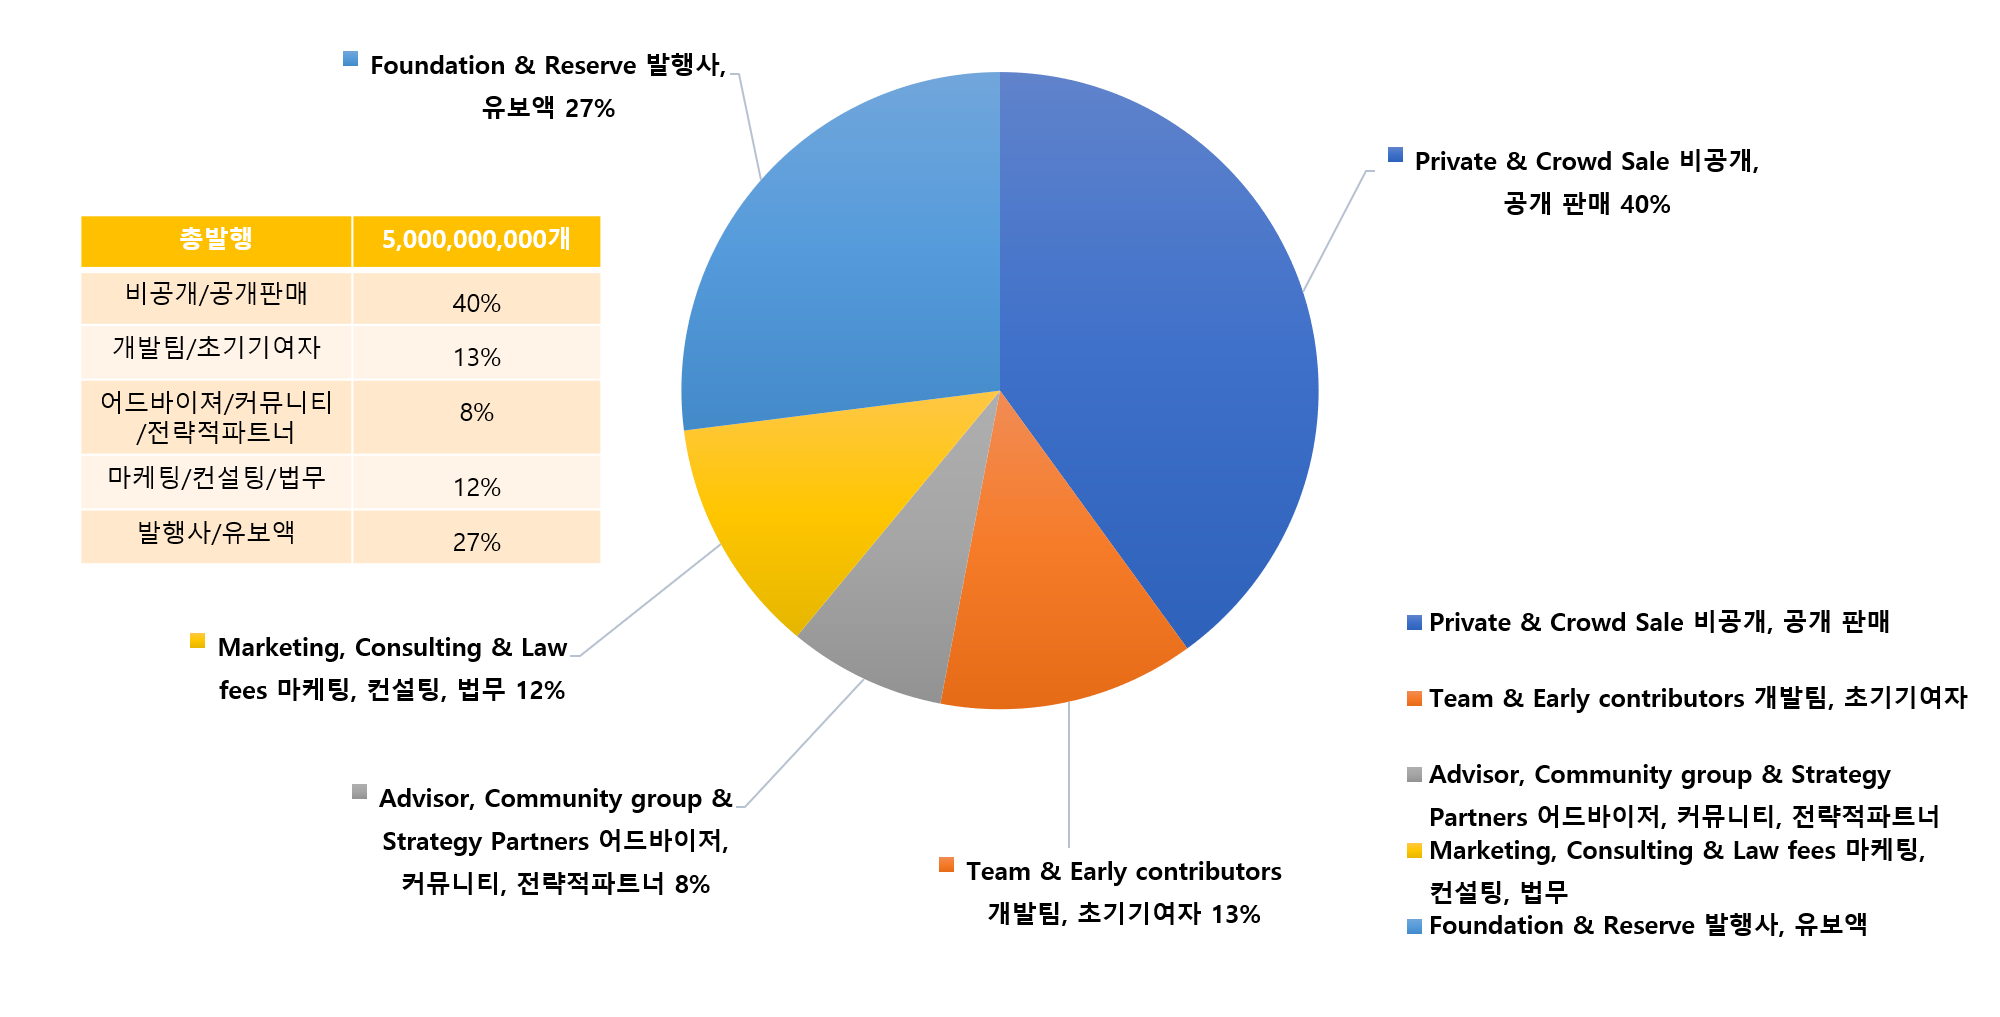 Foundation & Reserve 발행사,
유보액 27%
Private & Crowd Sale 비공개,
공개 판매 40%
총발행 5,000,000,000개
비공개/공개판매 40%
개발팀/초기기여자 13%
어드바이져/커뮤니티
/전략적파트너 8%
마케팅/컨설팅/법무 12%
발행사/유보액 27%
Marketing, Consulting & Law
fees 마케팅, 컨설팅, 법무 12%
Advisor, Community group &
Strategy Partners 어드바이저,
커뮤니티, 전략적파트너 8%
Team & Early contributors
개발팀, 초기기여자 13%
Private & Crowd Sale 비공개, 공개 판매
Team & Early contributors 개발팀, 초기기여자
Advisor, Community group & Strategy
Partners 어드바이저, 커뮤니티, 전략적파트너
Marketing, Consulting & Law fees 마케팅,
컨설팅, 법무
Foundation & Reserve 발행사, 유보액